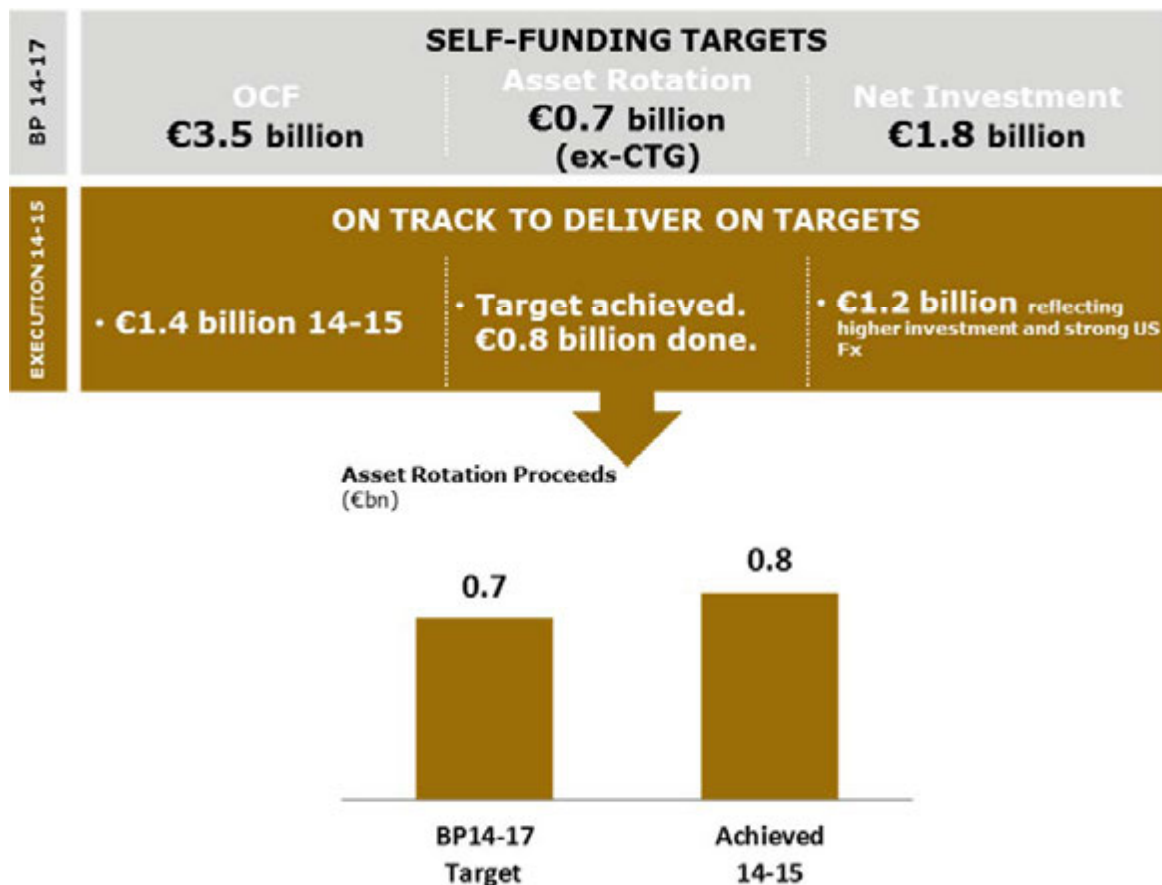 BP 14-17
SELF-FUNDING TARGETS
OCF
€3.5 billion
Asset Rotation
€0.7 billion
(ex-CTG)
Net Investment
€1.8 billion
EXECUTION 14-15
ON TRACK TO DELIVER ON TARGETS
• €1.4 billion 14-15
• Target achieved.
€0.8 billion done.
• €1.2 billion reflecting
higher investment and strong US
Fx
Asset Rotation Proceeds
(€bn)
0.7
0.8
BP14-17
Target
Achieved
14-15